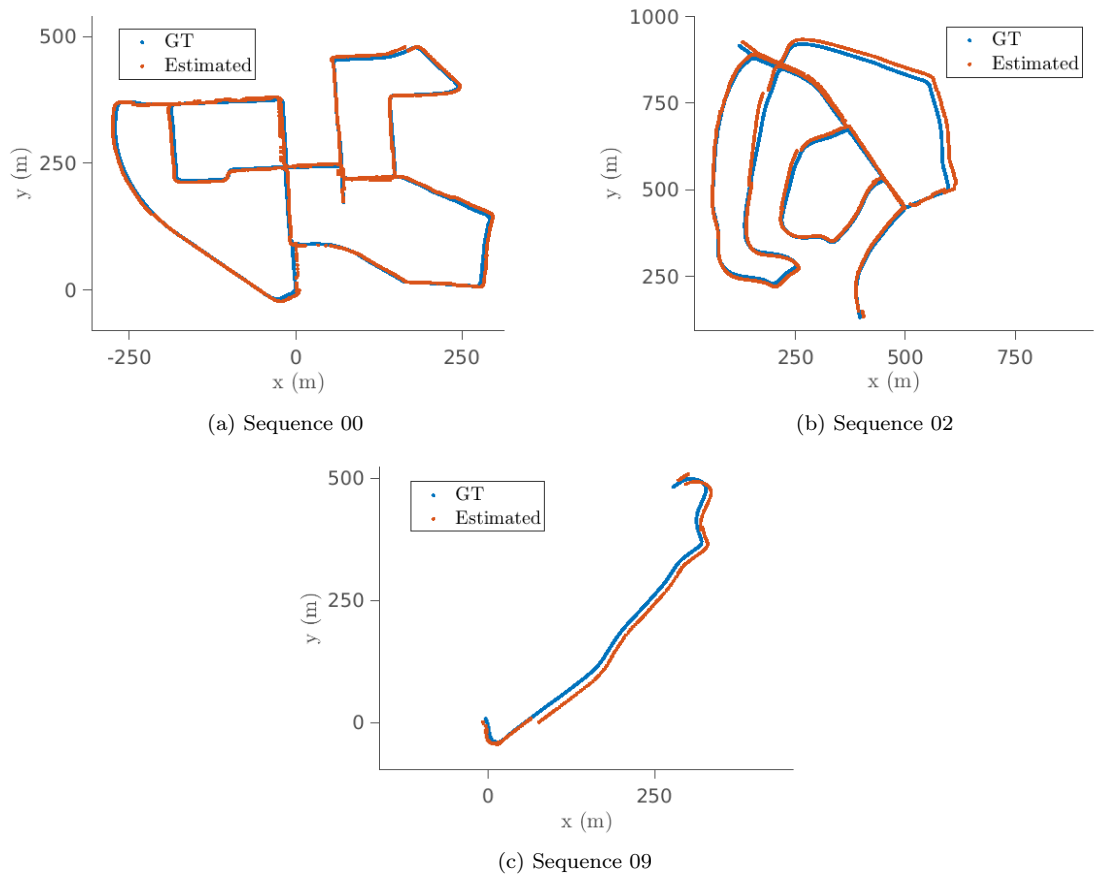 500
250
0
y (m)
GT
Estimated
-250
0
250
x (m)
(a) Sequence 00
1000
750
500
250
y (m)
GT
Estimated
250
500
750
x (m)
(b) Sequence 02
500
250
0
y (m)
GT
Estimated
0
250
x (m)
(c) Sequence 09